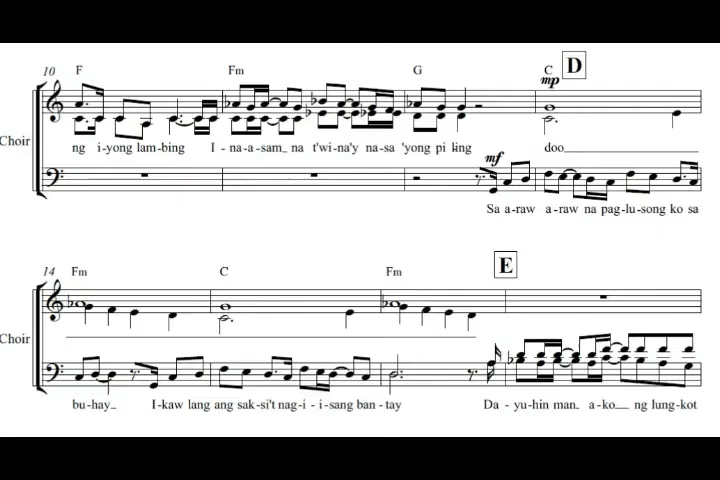 10 F Fm G C D
mp
Choir
ng i-yong lam-bing I-na-a-sam_ na t'wi-na'y na-sa 'yong pi ling doo
mf
Sa a-raw a-raw na pag-lu-song ko sa
14 Fm C Fm E
Choir
bu-hay_ I-kaw lang ang sak-si't nag-i-i-sang ban-tay Da-yu-hin man_ a-ko_ ng lung-kot